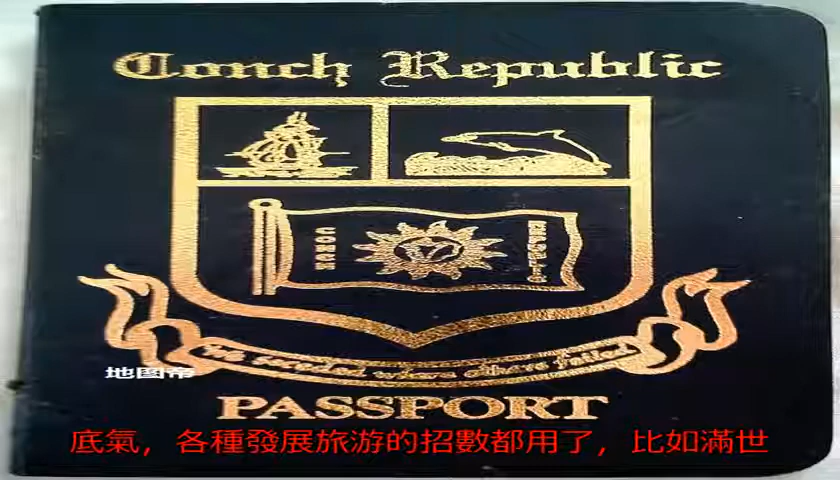 Conch Republic
CONCH
REPUBLIC
We seceded where others failed
地图帝
PASSPORT
底氣，各種發展旅游的招數都用了，比如滿世